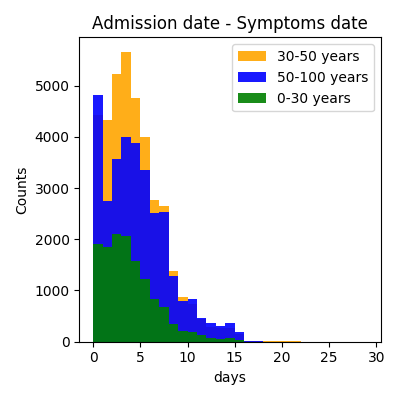 Admission date - Symptoms date
30-50 years
50-100 years
0-30 years
Counts
5000
4000
3000
2000
1000
0
0 5 10 15 20 25 30
days